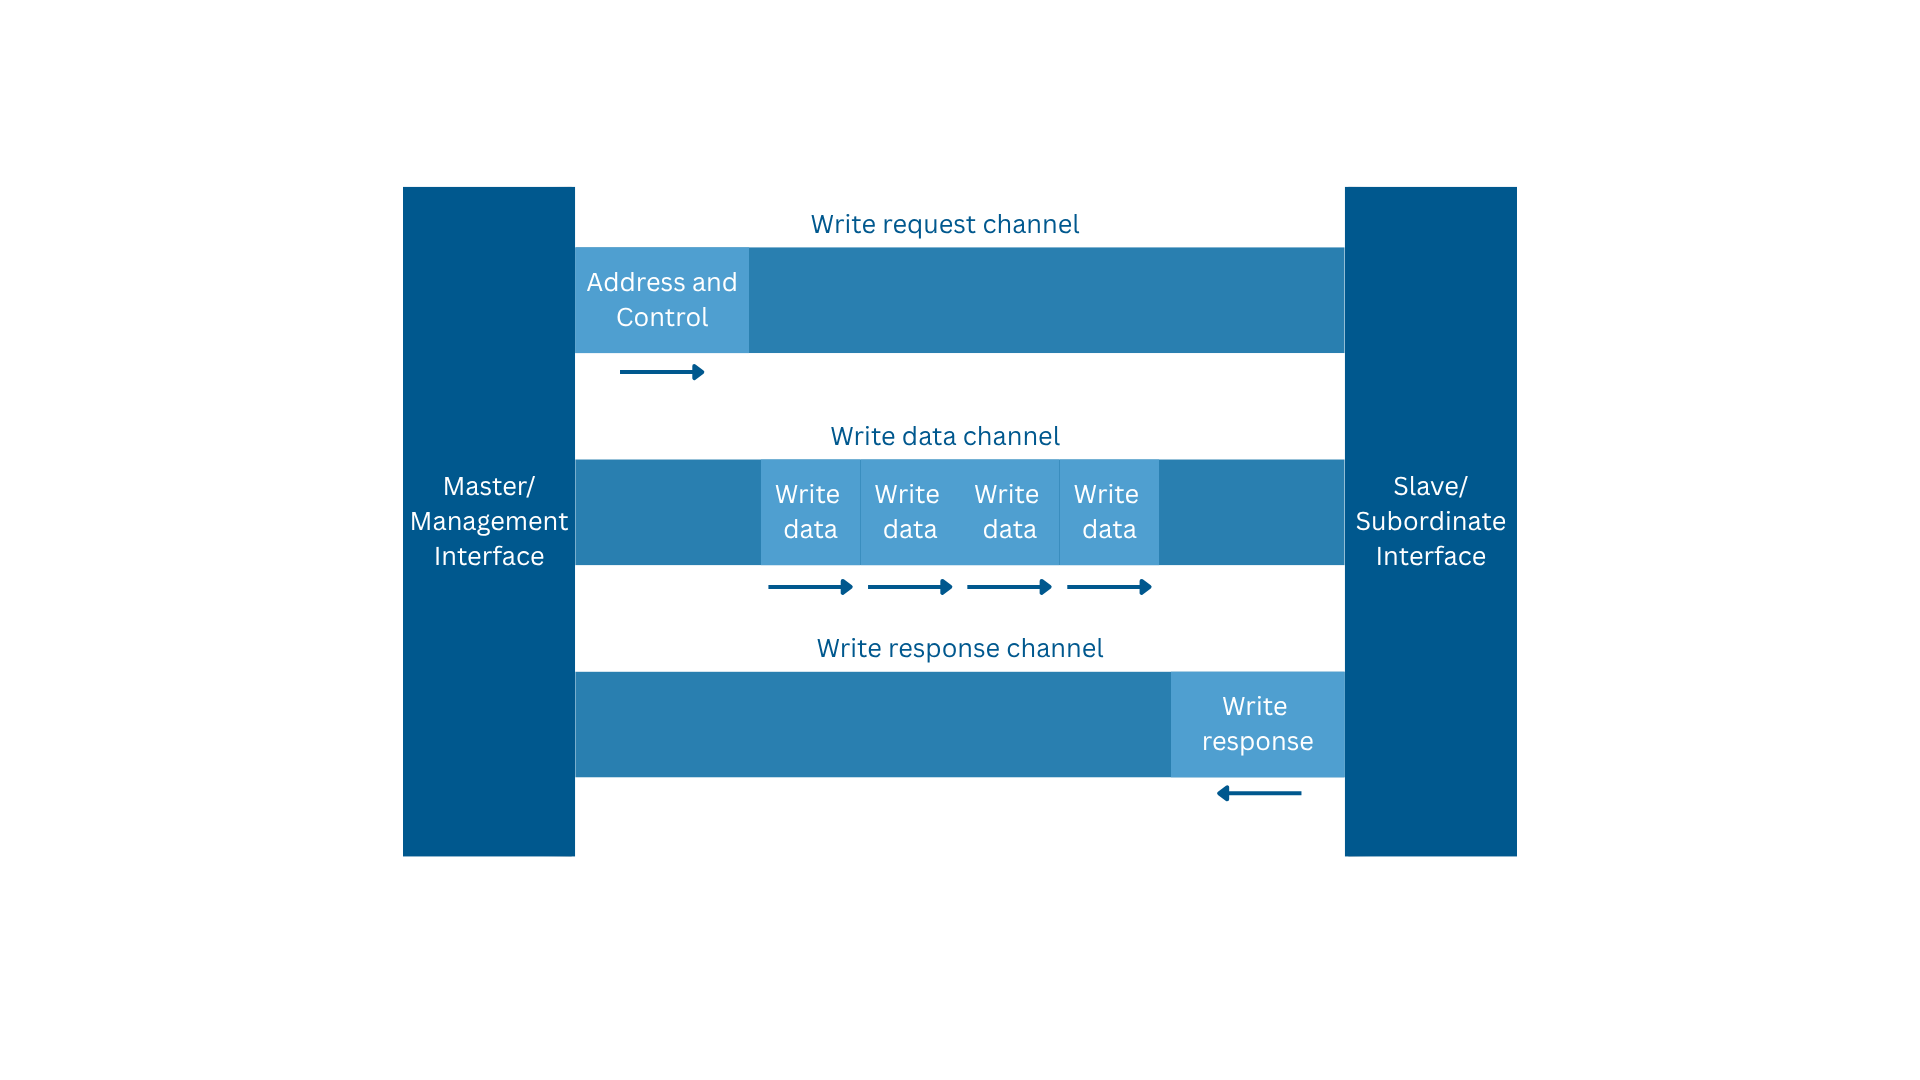 Write request channel
Address and
Control
Write data channel
Master/
Management
Interface
Write
data
Write
data
Write
data
Write
data
Slave/
Subordinate
Interface
Write response channel
Write
response